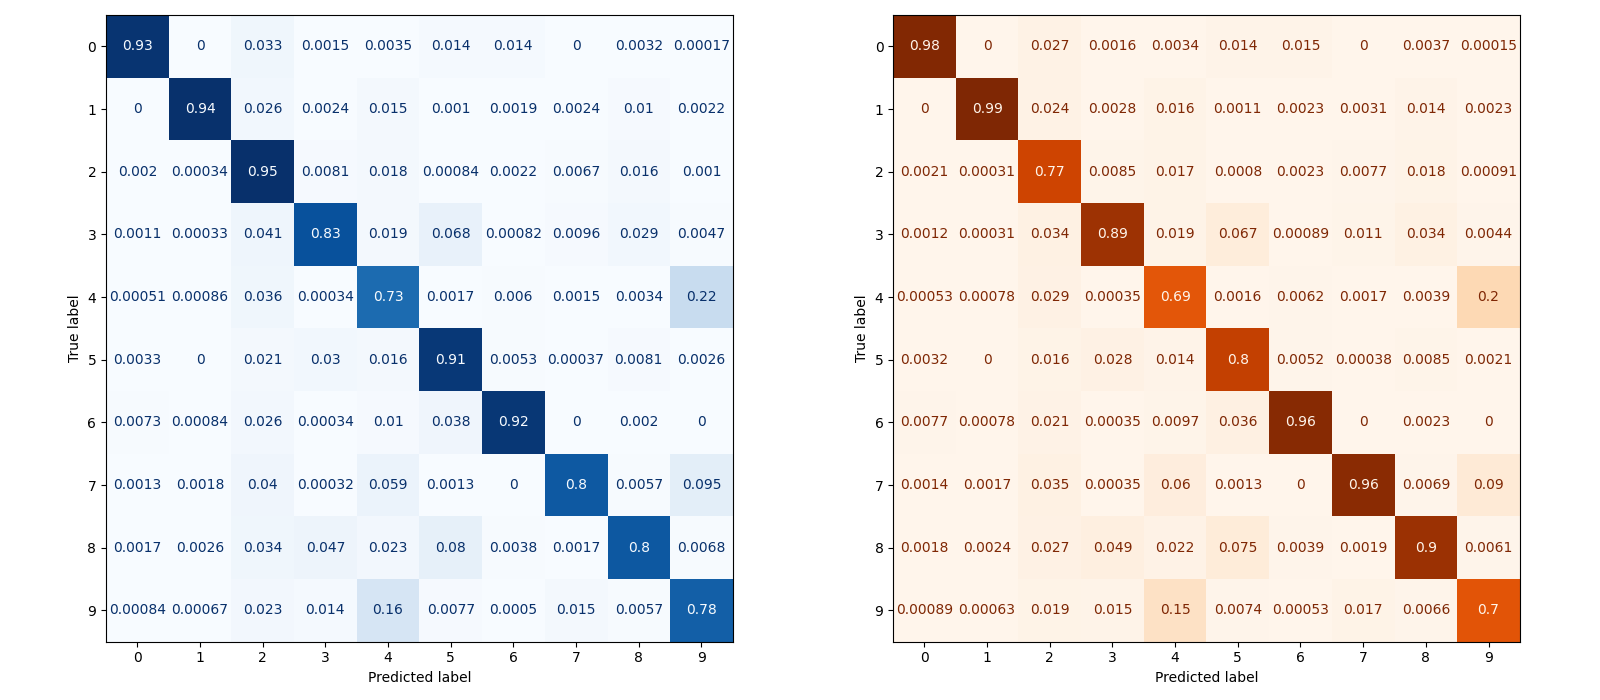 0 0.93 0 0.033 0.0015 0.0035 0.014 0.014 0 0.0032 0.00017
1 0 0.94 0.026 0.0024 0.015 0.001 0.0019 0.0024 0.01 0.0022
2 0.002 0.00034 0.95 0.0081 0.018 0.00084 0.0022 0.0067 0.016 0.001
3 0.0011 0.00033 0.041 0.83 0.019 0.068 0.00082 0.0096 0.029 0.0047
4 0.00051 0.00086 0.036 0.00034 0.73 0.0017 0.006 0.0015 0.0034 0.22
True label
5 0.0033 0 0.021 0.03 0.016 0.91 0.0053 0.00037 0.0081 0.0026
6 0.0073 0.00084 0.026 0.00034 0.01 0.038 0.92 0 0.002 0
7 0.0013 0.0018 0.04 0.00032 0.059 0.0013 0 0.8 0.0057 0.095
8 0.0017 0.0026 0.034 0.047 0.023 0.08 0.0038 0.0017 0.8 0.0068
9 0.00084 0.00067 0.023 0.014 0.16 0.0077 0.0005 0.015 0.0057 0.78
0 1 2 3 4 5 6 7 8 9
Predicted label
0 0.98 0 0.027 0.0016 0.0034 0.014 0.015 0 0.0037 0.00015
1 0 0.99 0.024 0.0028 0.016 0.0011 0.0023 0.0031 0.014 0.0023
2 0.0021 0.00031 0.77 0.0085 0.017 0.0008 0.0023 0.0077 0.018 0.00091
3 0.0012 0.00031 0.034 0.89 0.019 0.067 0.00089 0.011 0.034 0.0044
4 0.00053 0.00078 0.029 0.00035 0.69 0.0016 0.0062 0.0017 0.0039 0.2
True label
5 0.0032 0 0.016 0.028 0.014 0.8 0.0052 0.00038 0.0085 0.0021
6 0.0077 0.00078 0.021 0.00035 0.0097 0.036 0.96 0 0.0023 0
7 0.0014 0.0017 0.035 0.00035 0.06 0.0013 0 0.96 0.0069 0.09
8 0.0018 0.0024 0.027 0.049 0.022 0.075 0.0039 0.0019 0.9 0.0061
9 0.00089 0.00063 0.019 0.015 0.15 0.0074 0.00053 0.017 0.0066 0.7
0 1 2 3 4 5 6 7 8 9
Predicted label